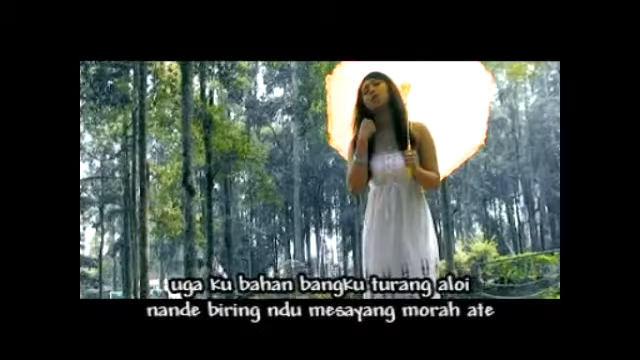 uga ku bahan bangku turang aloi
nande biring ndu mesayang morah ate